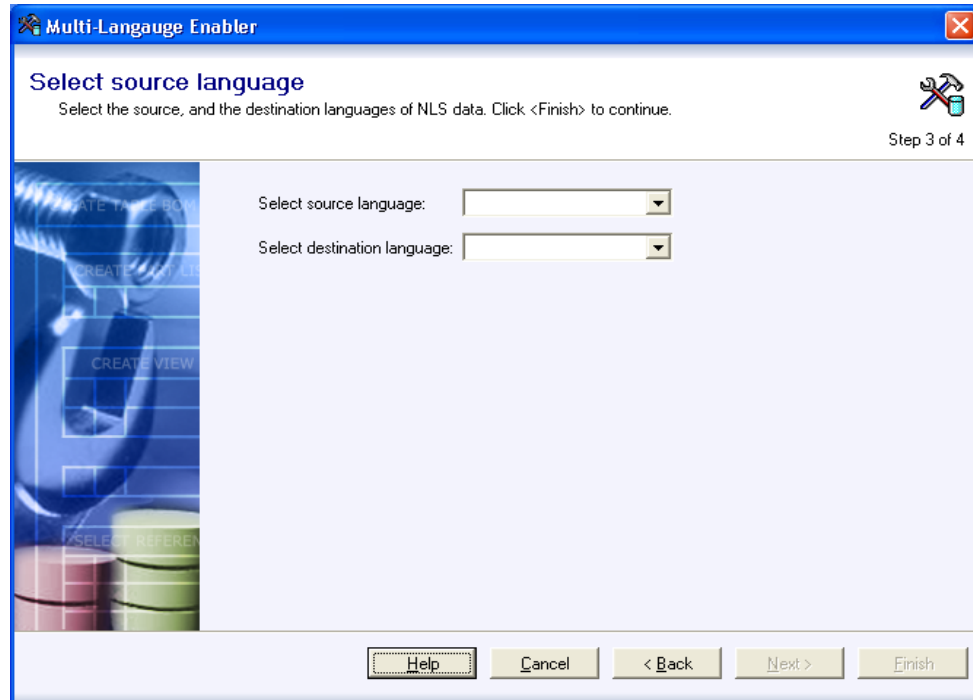 Multi-Langauge Enabler
Select source language
Select the source, and the destination languages of NLS data. Click <Finish> to continue.
Step 3 of 4
Select source language:
Select destination language:
CREATE VIEW
Help Cancel < Back Next > Finish